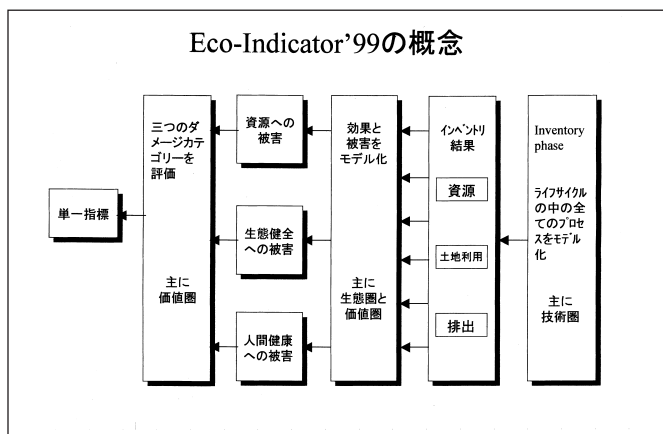 Eco-Indicator’99の概念
単一指標
三つのダ
メージカテ
ゴリーを
評価
主に
価値圏
資源への
被害
生態健全
への被害
人間健康
への被害
効果と
被害を
モデル化
主に
生態圏と
価値圏
インベントリ
結果
資源
土地利用
排出
Inventory
phase
ライフサイクル
の中の全
てのプロセ
スをモデル
化
主に
技術圏